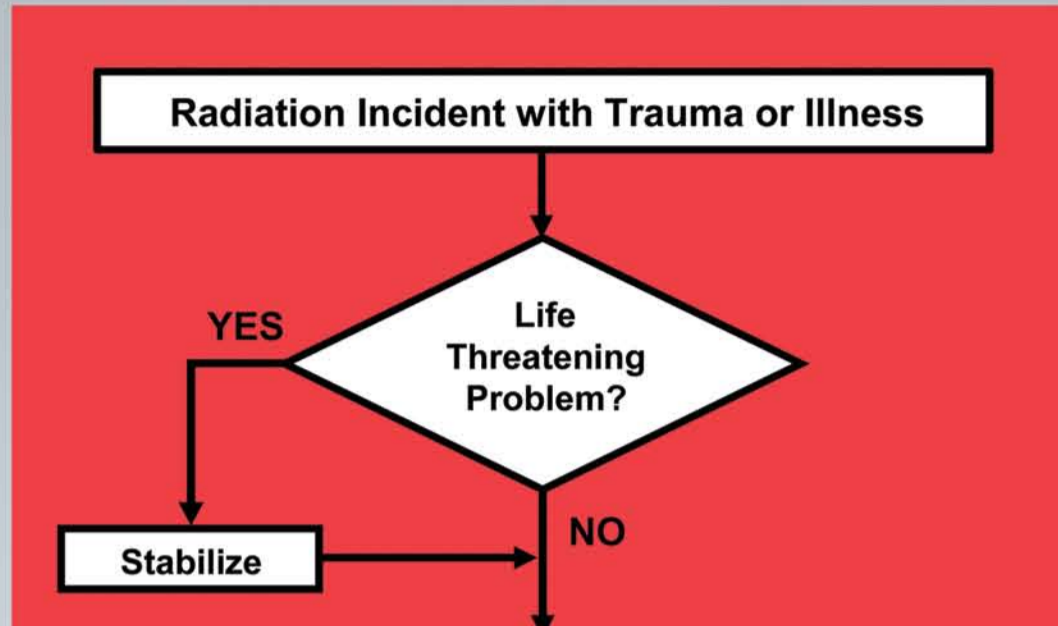 Radiation Incident with Trauma or Illness
Life
Threatening
Problem?
YES
NO
Stabilize